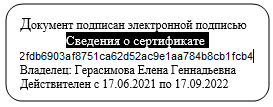 Документ подписан электронной подписью
Сведения о сертификате
2fdb6903af8751ca62d52ac9e1aa784b8cb1fcb4
Владелец: Герасимова Елена Геннадьевна
Действителен с 17.06.2021 по 17.09.2022